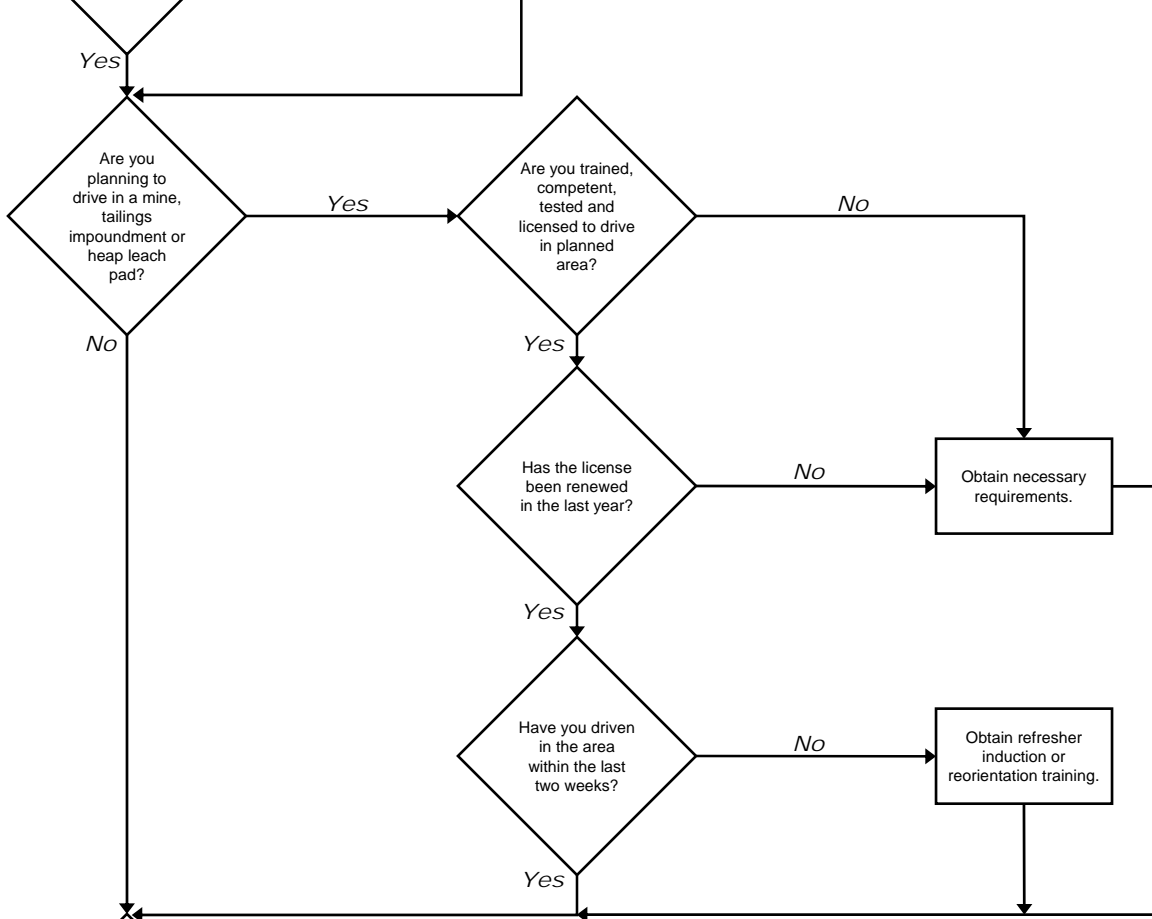 Yes
Are you
planning to
drive in a mine,
tailings
impoundment or
heap leach
pad?
Yes
Are you trained,
competent,
tested and
licensed to drive
in planned
area?
No
No
Yes
Has the license
been renewed
in the last year?
No
Obtain necessary
requirements.
Yes
Have you driven
in the area
within the last
two weeks?
No
Obtain refresher
induction or
reorientation training.
Yes